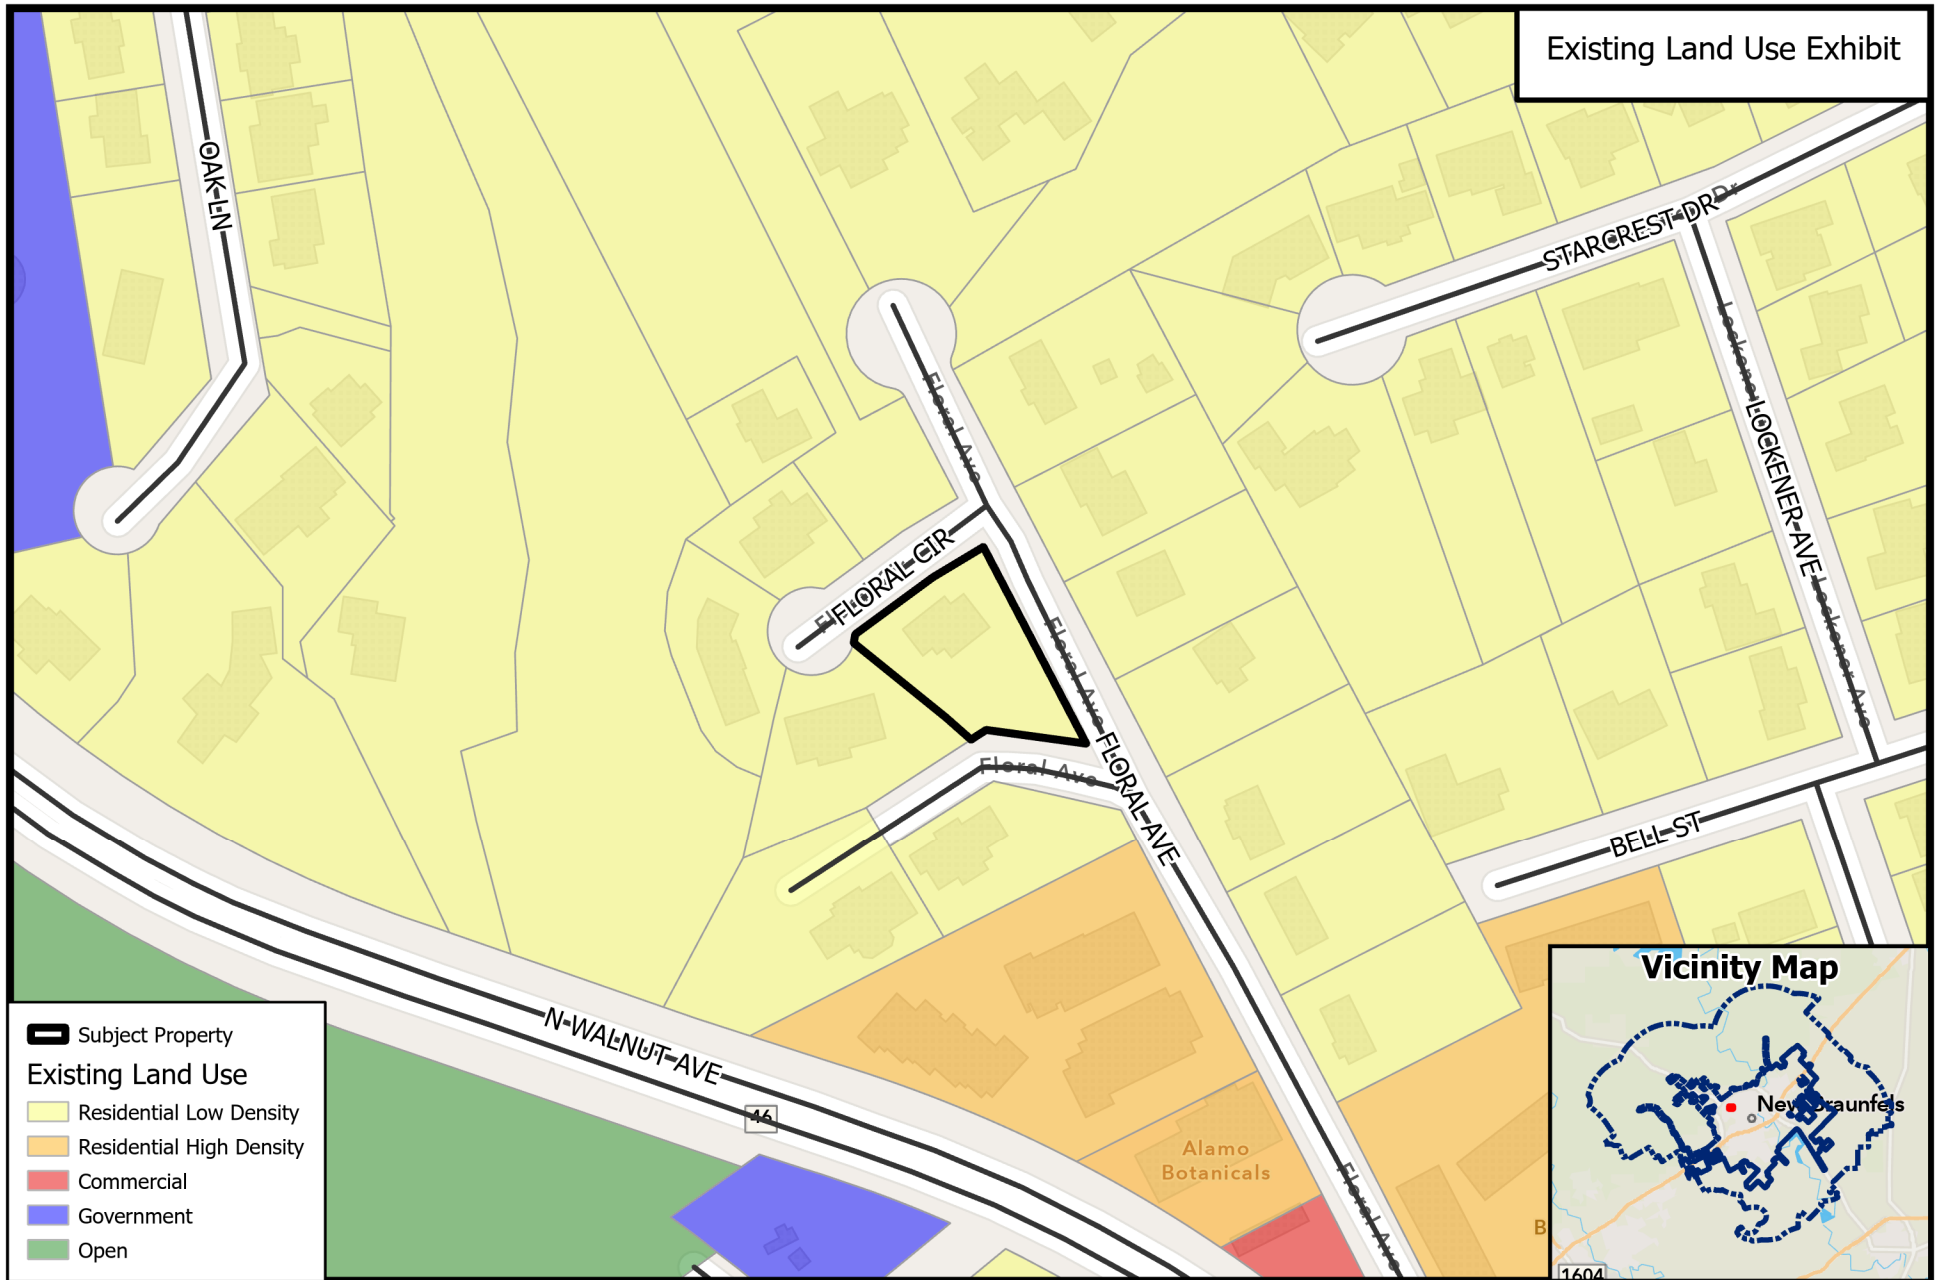 Existing Land Use Exhibit
OAK LN
STARCREST DR
Dr
Floral Ave
LOCKENER AVE
Lockener Ave
FLORAL CIR
Floral Ave
Floral Ave
FLORAL AVE
BELL ST
N WALNUT AVE
46
Alamo
Botanicals
Floral Ave
B
Subject Property
Existing Land Use
Residential Low Density
Residential High Density
Commercial
Government
Open
Vicinity Map
New Braunfels
1604